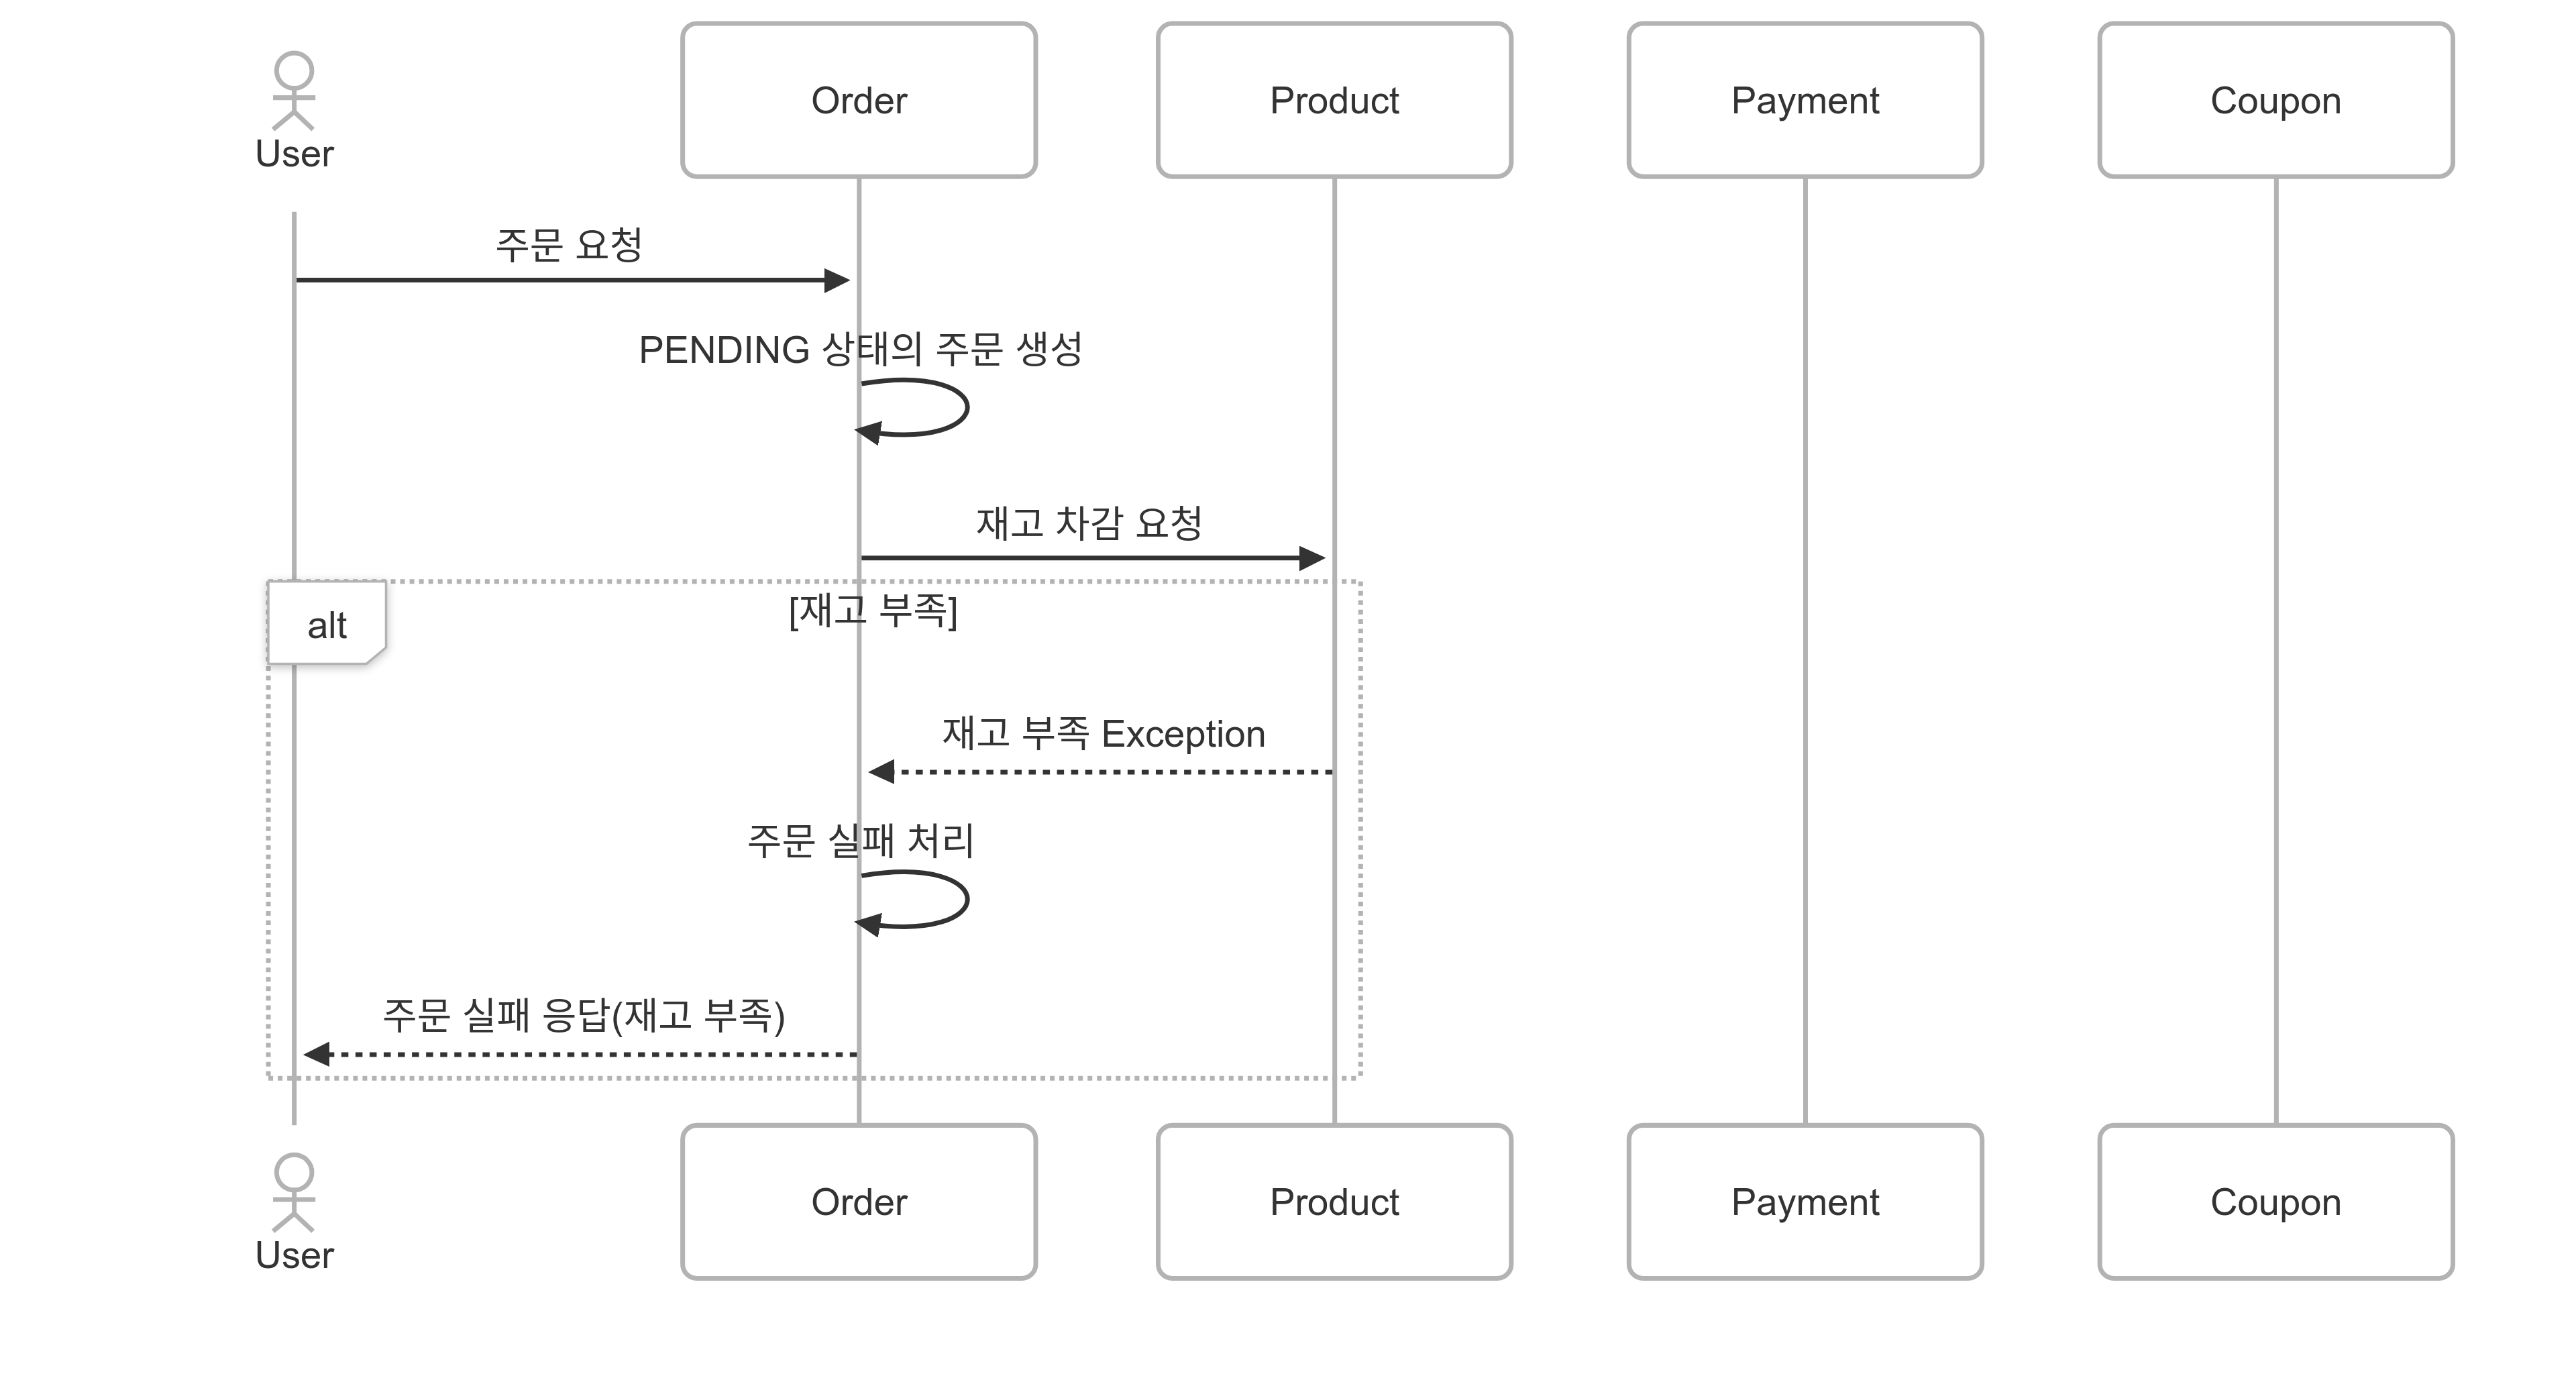 User
Order
Product
Payment
Coupon
주문 요청
PENDING 상태의 주문 생성
재고 차감 요청
alt
[재고 부족]
재고 부족 Exception
주문 실패 처리
주문 실패 응답(재고 부족)
User
Order
Product
Payment
Coupon